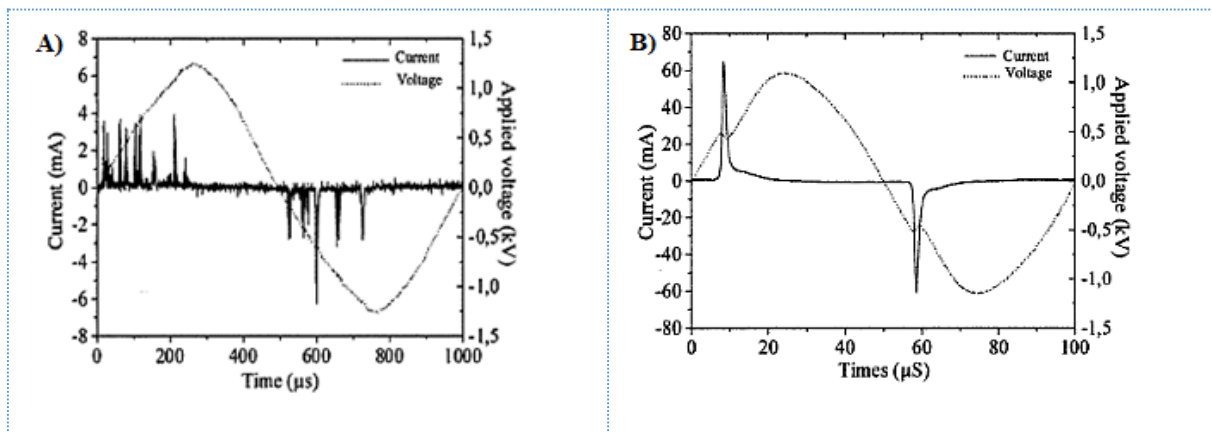 A)
Current
Voltage
8
6
4
2
0
-2
-4
-6
-8
Current (mA)
1,5
1,0
0,5
0,0
-0,5
-1,0
-1,5
Applied voltage (kV)
0 200 400 600 800 1000
Time (µs)
B)
Current
Voltage
80
60
40
20
0
-20
-40
-60
-80
Current (mA)
1,5
1,0
0,5
0,0
-0,5
-1,0
-1,5
Applied voltage (kV)
0 20 40 60 80 100
Times (µS)